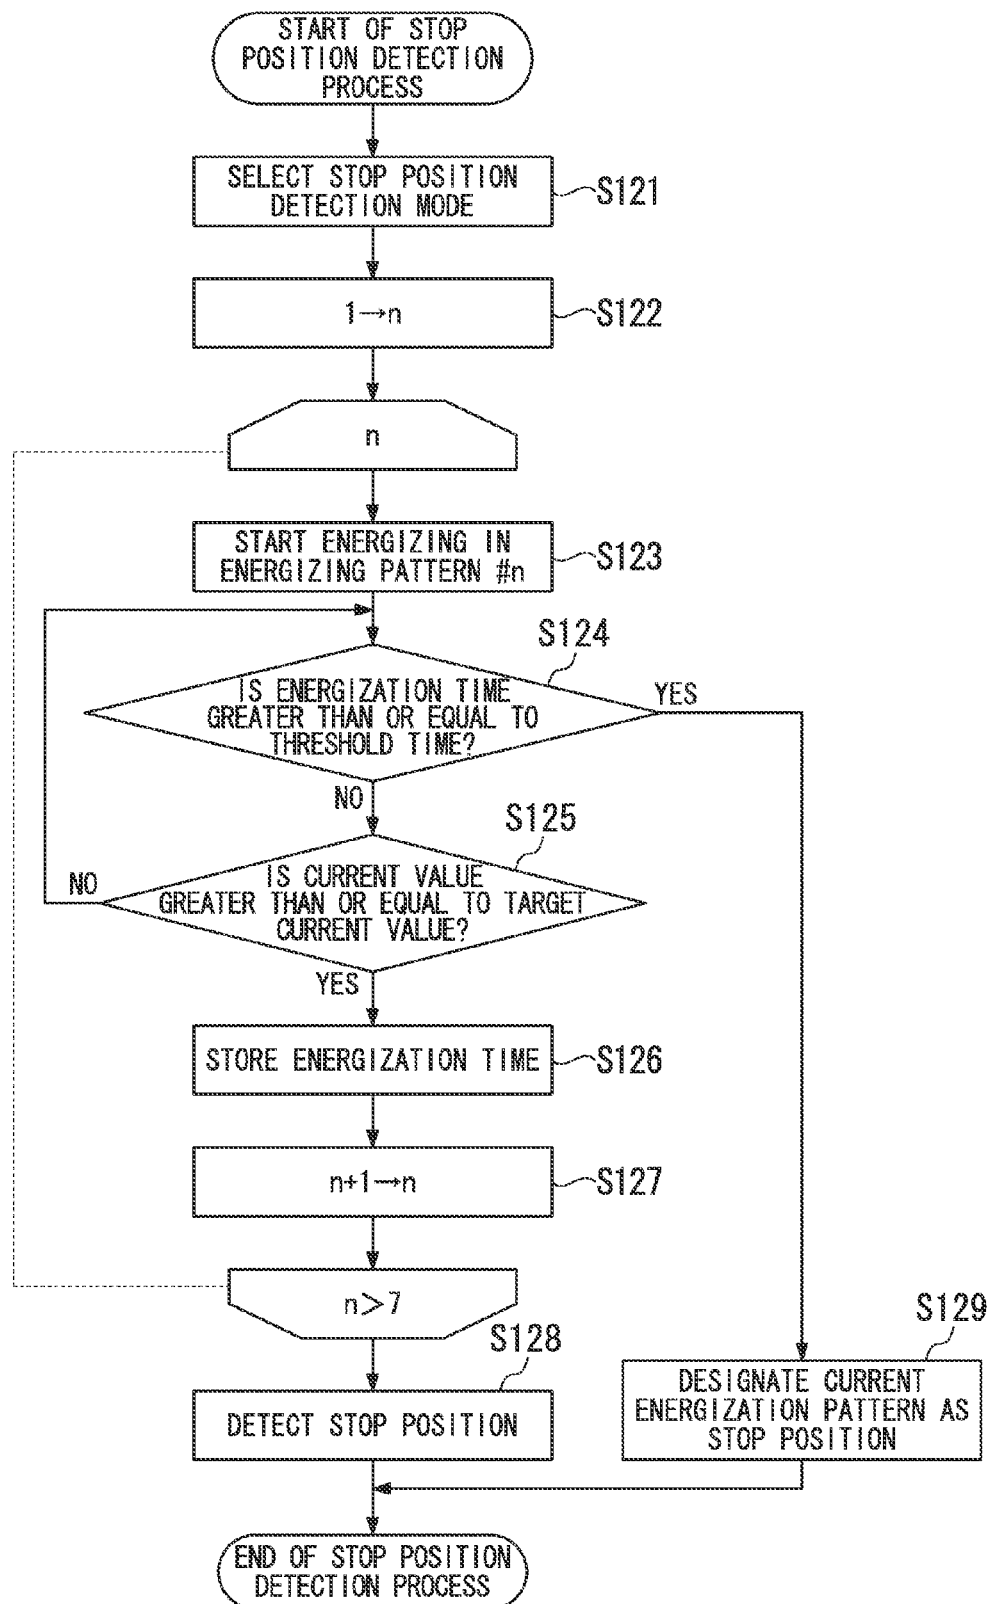 START OF STOP
POSITION DETECTION
PROCESS
SELECT STOP POSITION
DETECTION MODE
S121
1→n
S122
n
START ENERGIZING IN
ENERGIZING PATTERN #n
S123
S124
IS ENERGIZATION TIME
GREATER THAN OR EQUAL TO
THRESHOLD TIME?
YES
NO
S125
IS CURRENT VALUE
GREATER THAN OR EQUAL TO TARGET
CURRENT VALUE?
NO
YES
STORE ENERGIZATION TIME
S126
n+1→n
S127
n>7
S128
DETECT STOP POSITION
S129
DESIGNATE CURRENT
ENERGIZATION PATTERN AS
STOP POSITION
END OF STOP POSITION
DETECTION PROCESS